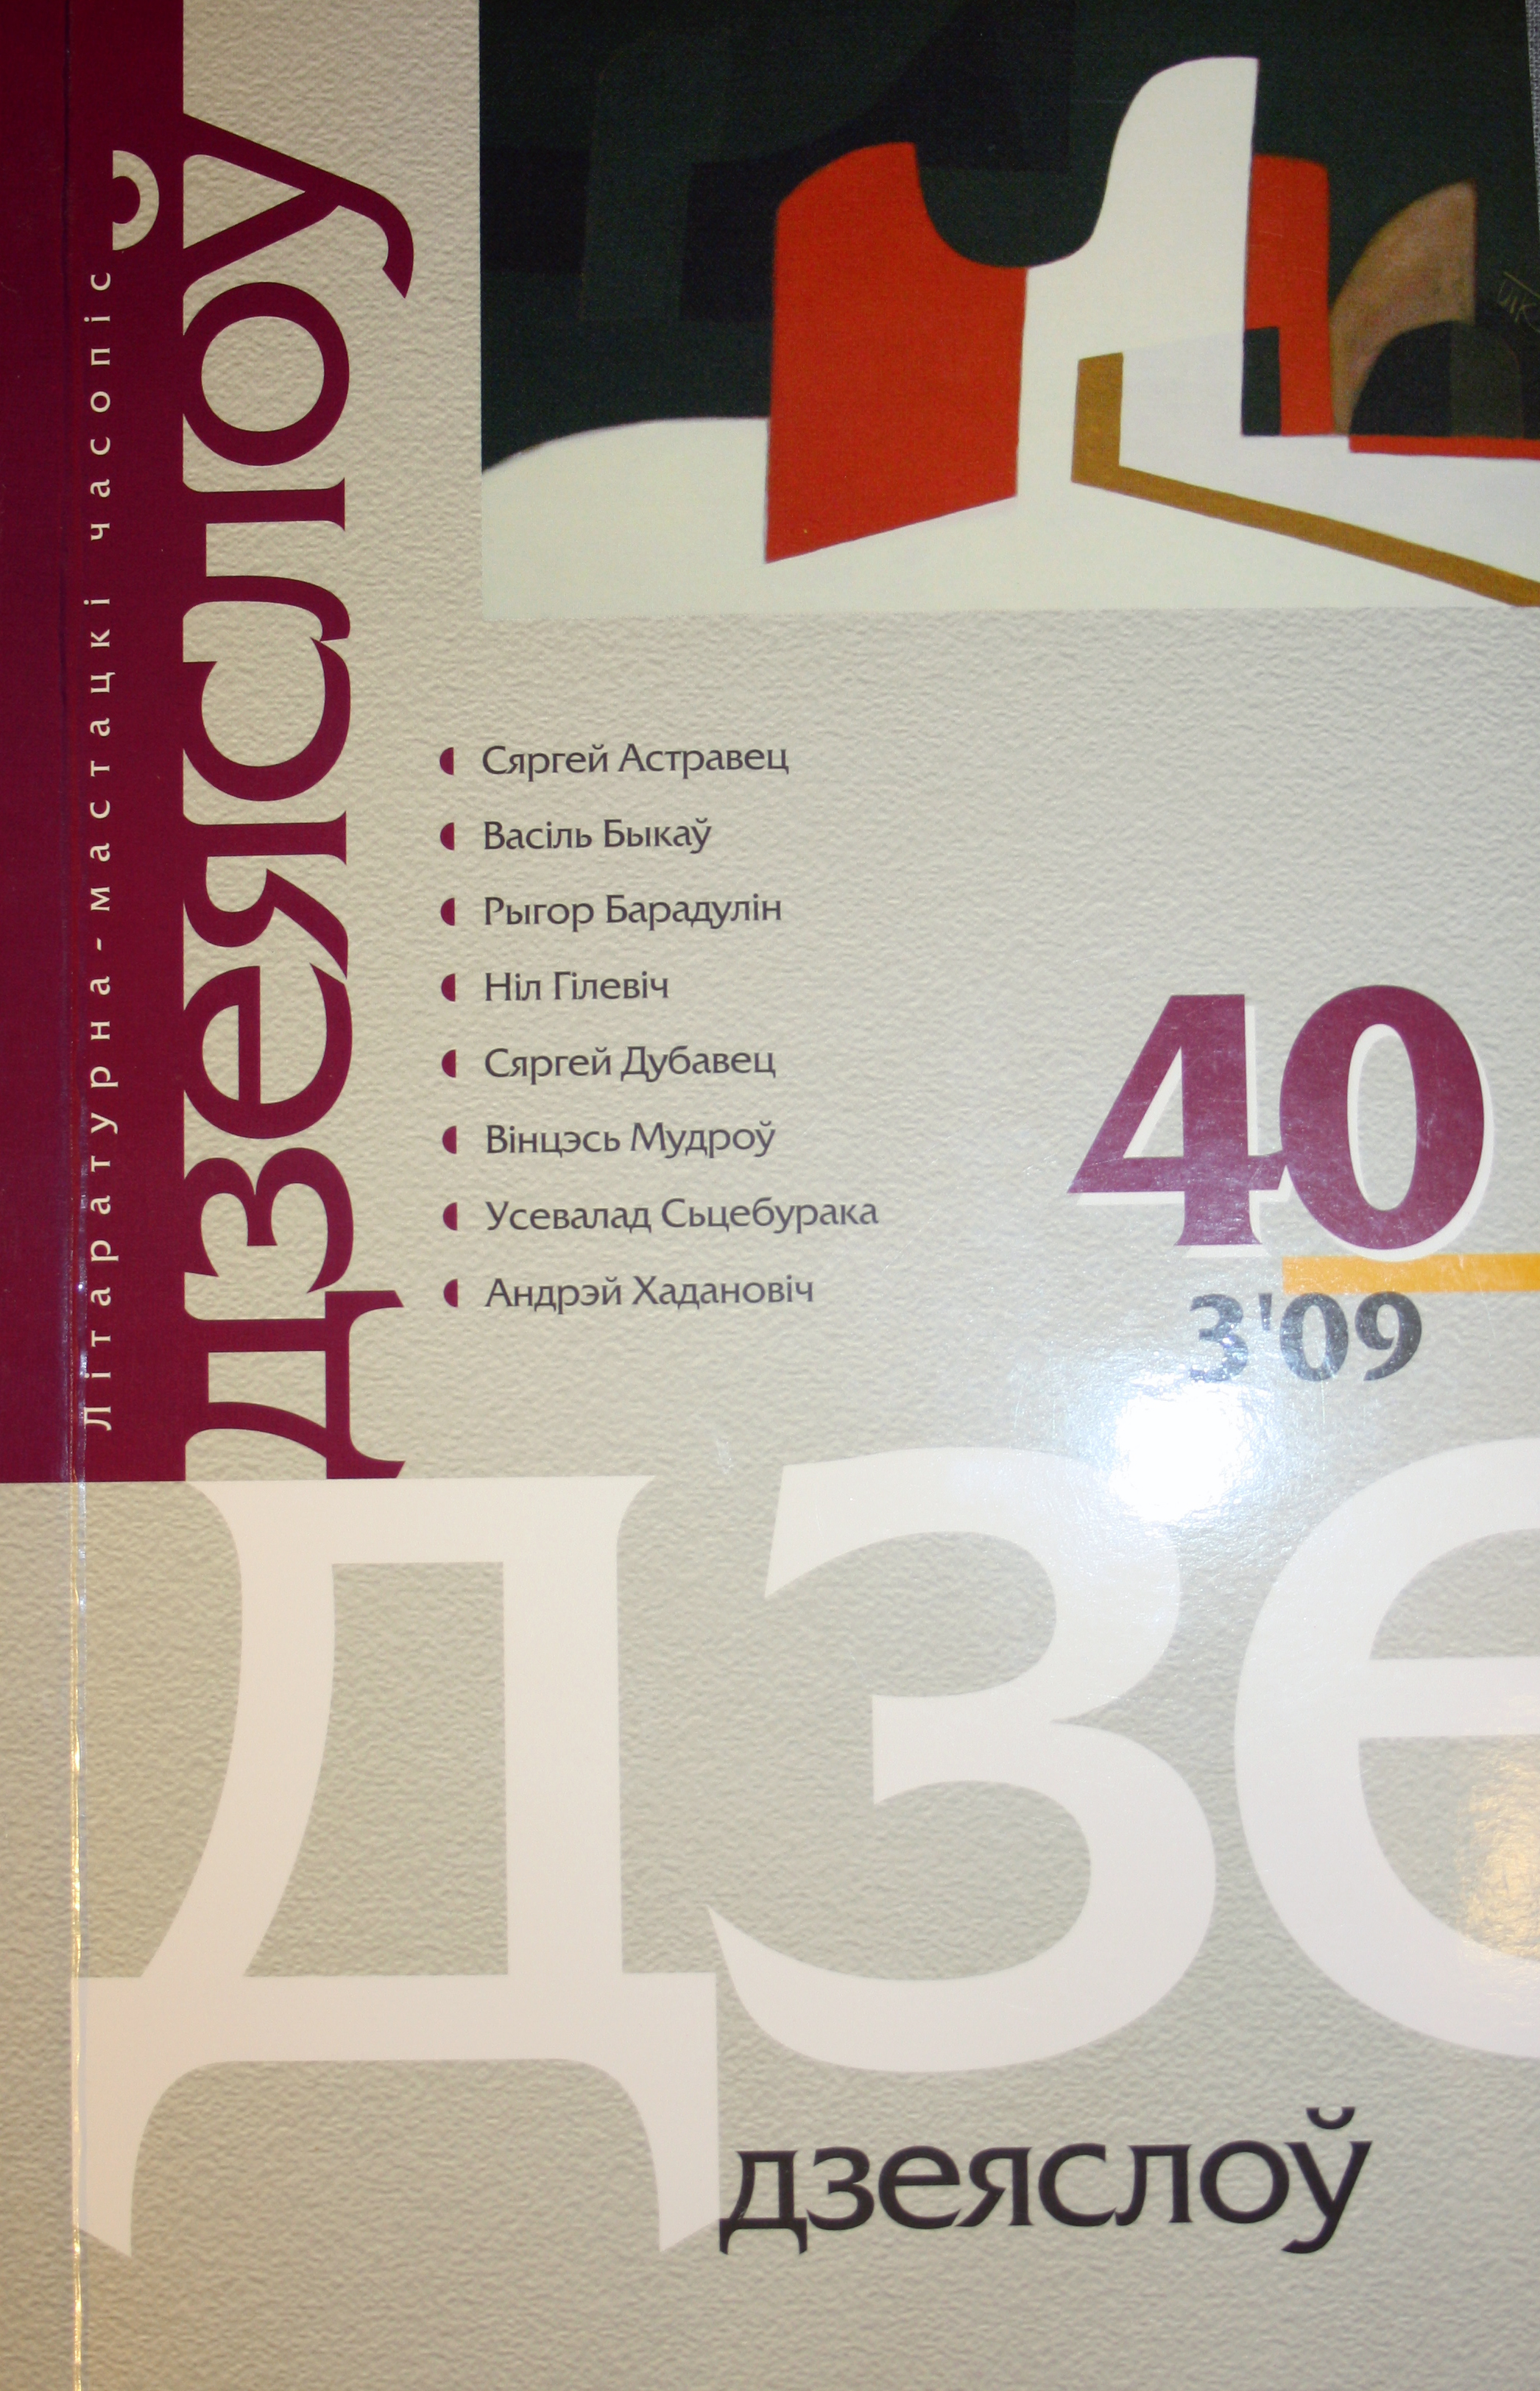 Літаратурна-мастацкі часопіс
дзеяслоў
Сяргей Астравец
Васіль Быкаў
Рыгор Барадулін
Ніл Гілевіч
Сяргей Дубавец
Вінцэсь Мудроў
Усевалад Сьцебурака
Андрэй Хадановіч
40
3'09
дзе
дзеяслоў